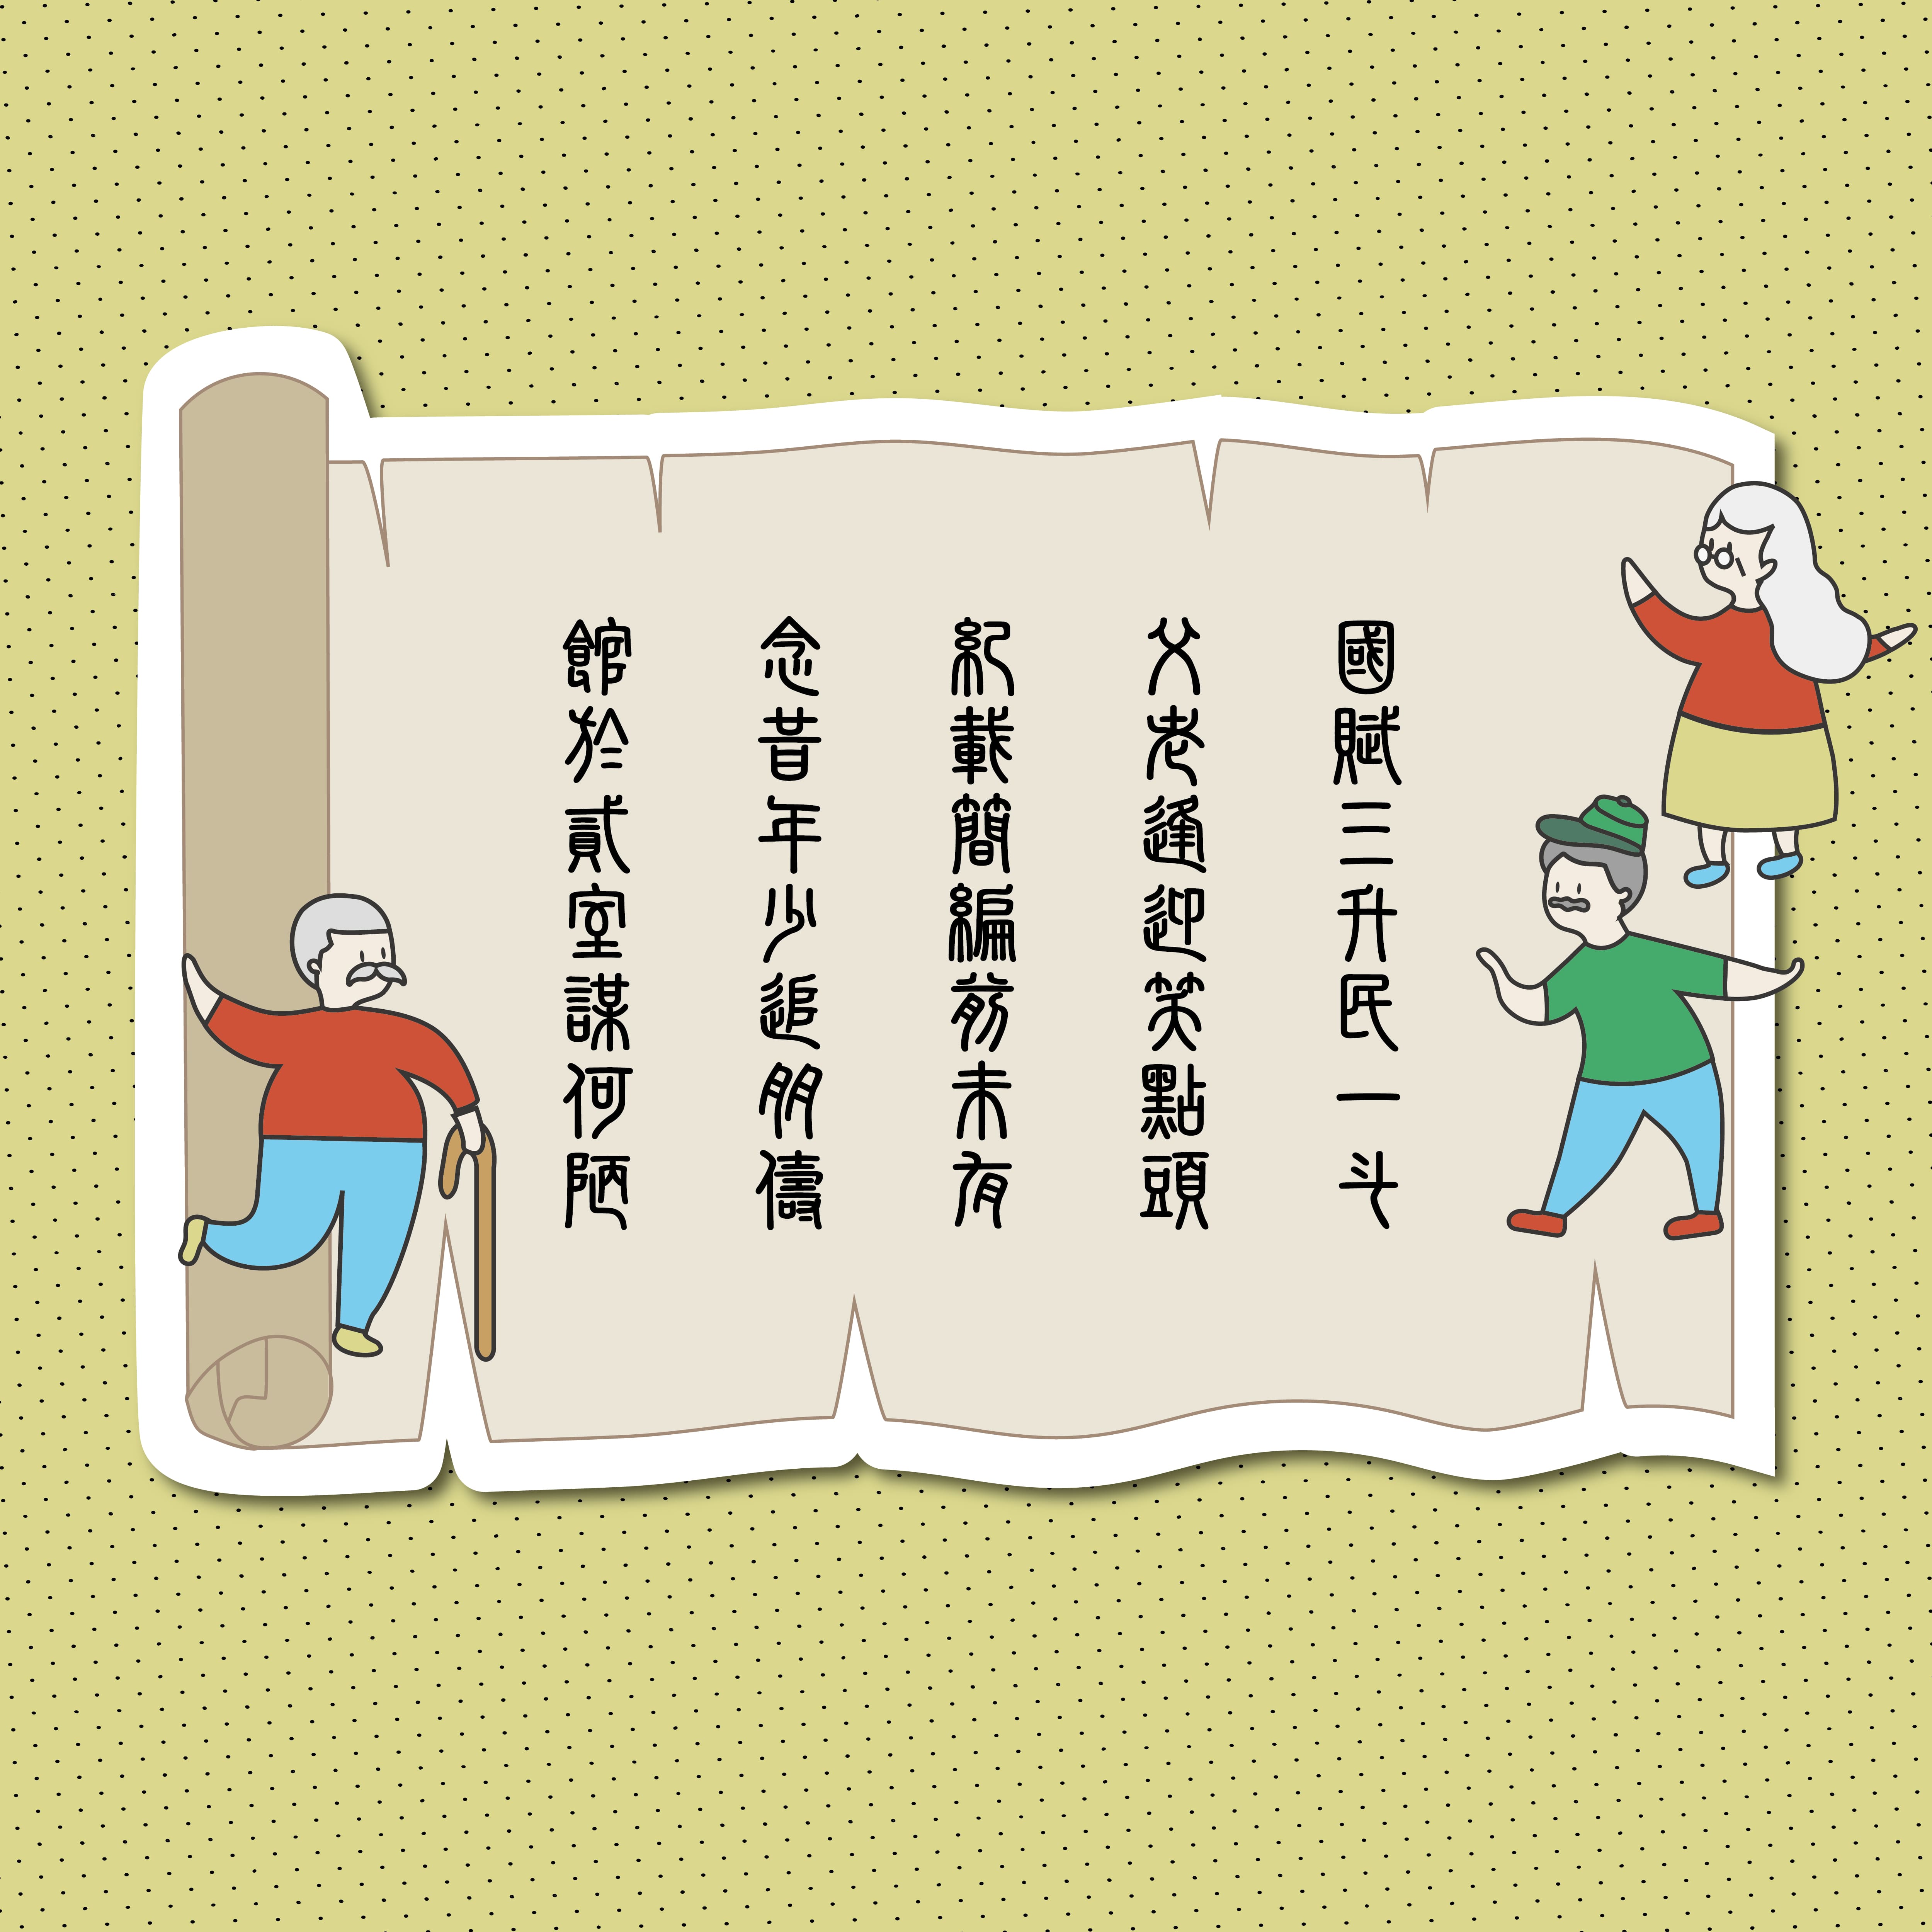 國賦三升民一斗
父老逢迎笑點頭
紀載簡編前未有
念昔年少追朋儔
館於貳室謀何陋